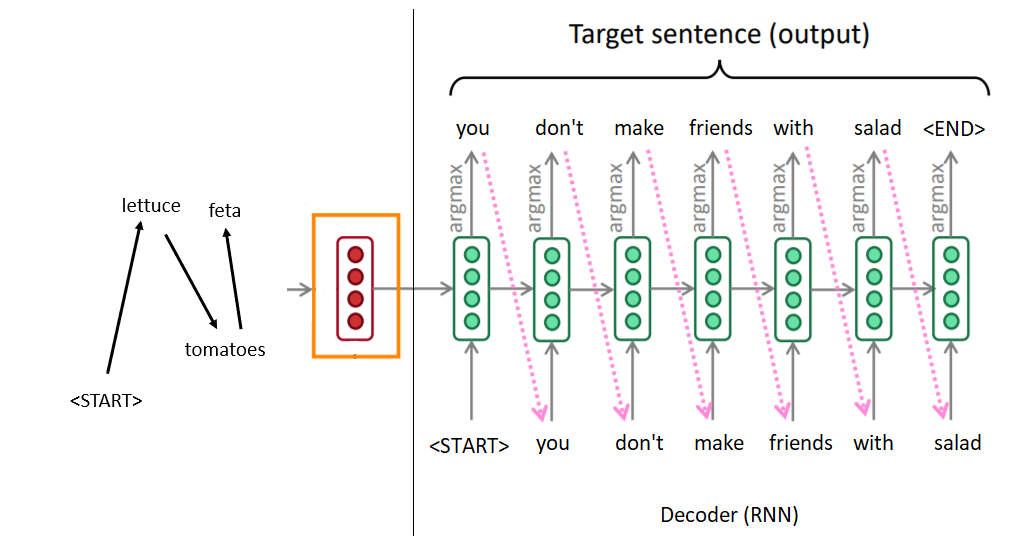 Target sentence (output)
you don't make friends with salad <END>
argmax argmax argmax argmax argmax argmax argmax
lettuce feta
tomatoes
<START>
<START> you don't make friends with salad
Decoder (RNN)